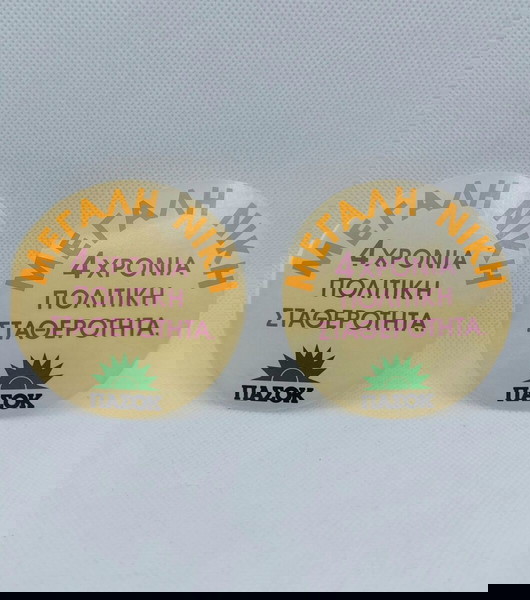 ΜΕΓΑΛΗ ΝΙΚΗ
4 ΧΡΟΝΙΑ
ΠΟΛΙΤΙΚΗ
ΣΤΑΘΕΡΟΤΗΤΑ
ΠΑΣΟΚ
ΜΕΓΑΛΗ ΝΙΚΗ
4 ΧΡΟΝΙΑ
ΠΟΛΙΤΙΚΗ
ΣΤΑΘΕΡΟΤΗΤΑ
ΠΑΣΟΚ